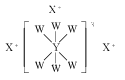 X⁺
W W W
X⁺ Y ³⁻ X⁺
W W W